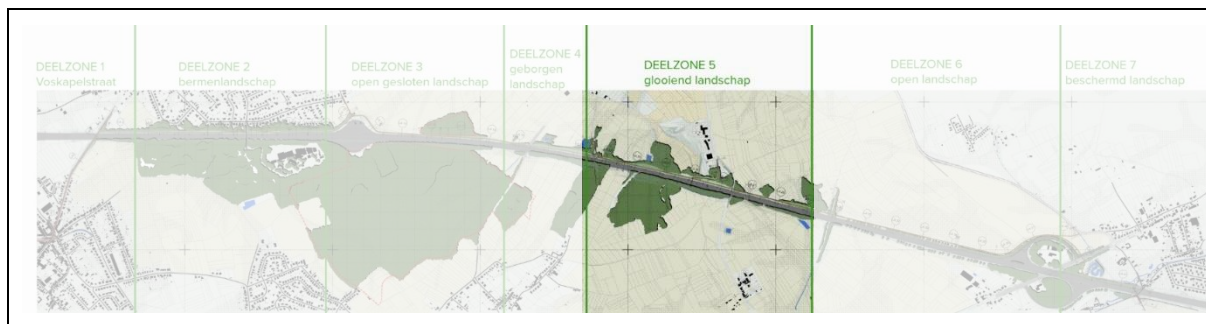 DEELZONE 1
Voskapelstraat
DEELZONE 2
bermenlandschap
DEELZONE 3
open gesloten landschap
DEELZONE 4
geborgen
landschap
DEELZONE 5
glooiend landschap
DEELZONE 6
open landschap
DEELZONE 7
beschermd landschap